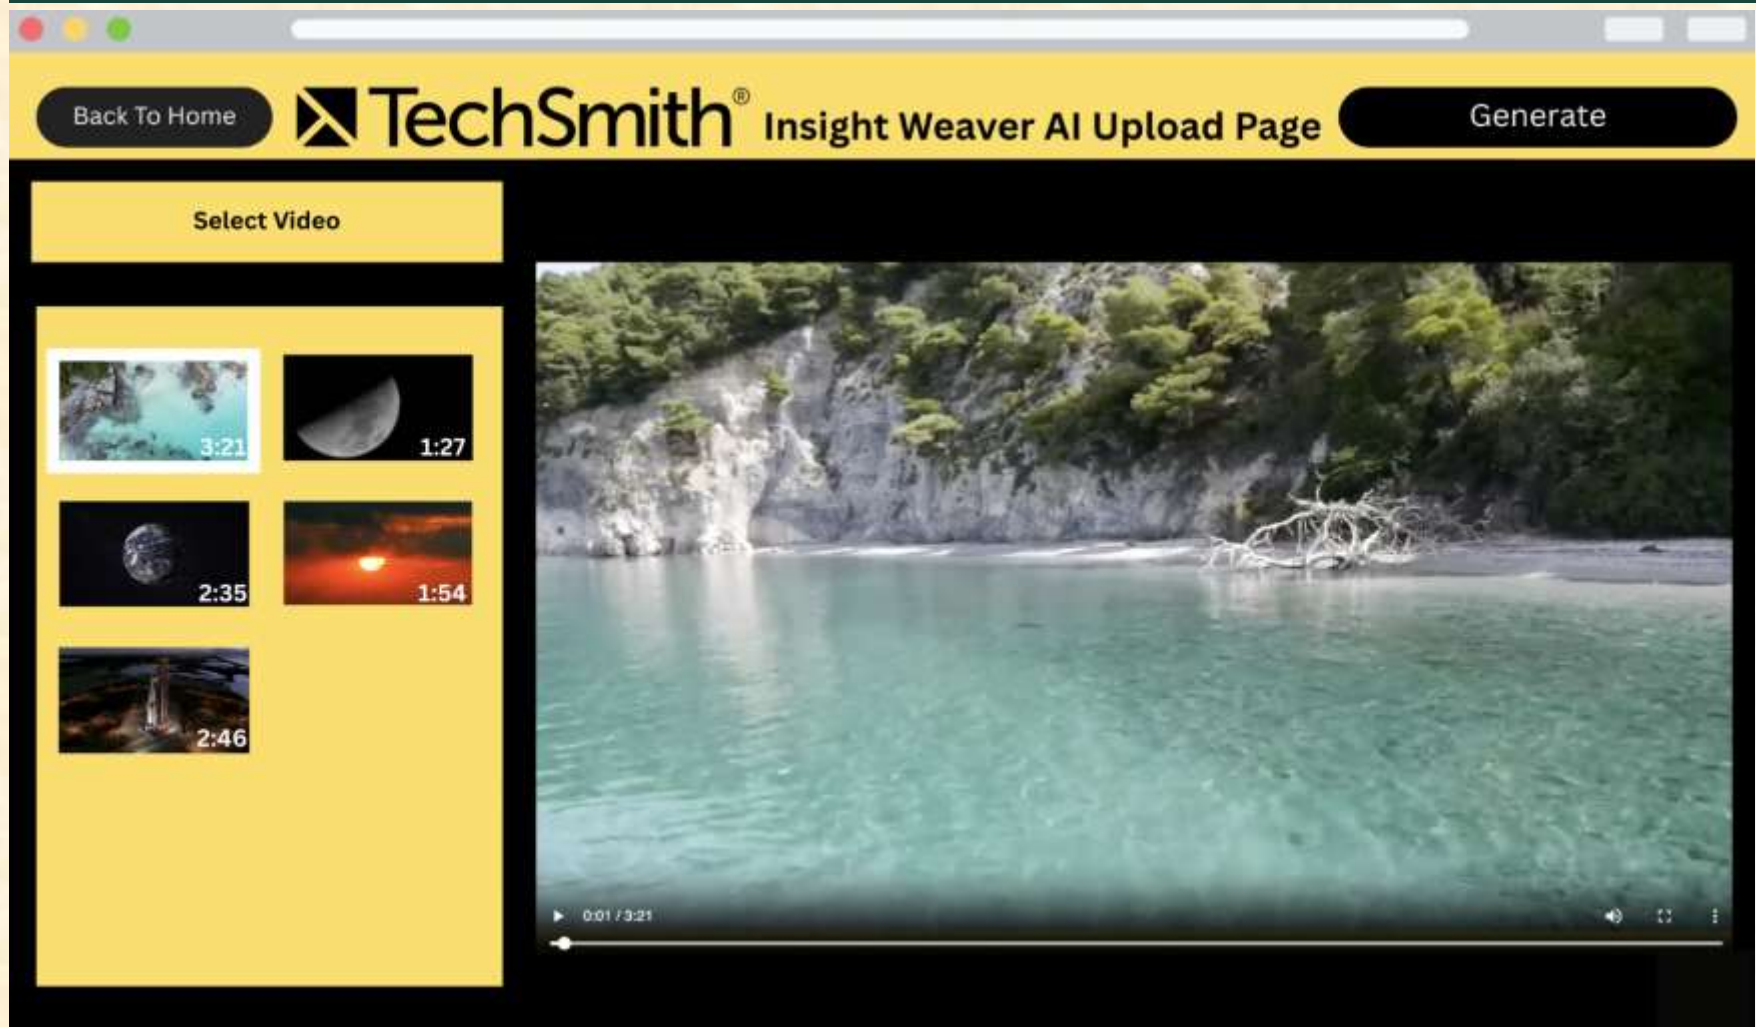 Back To Home
TechSmith®
Insight Weaver AI Upload Page
Generate
Select Video
3:21
1:27
2:35
1:54
2:46
0:01 / 3:21